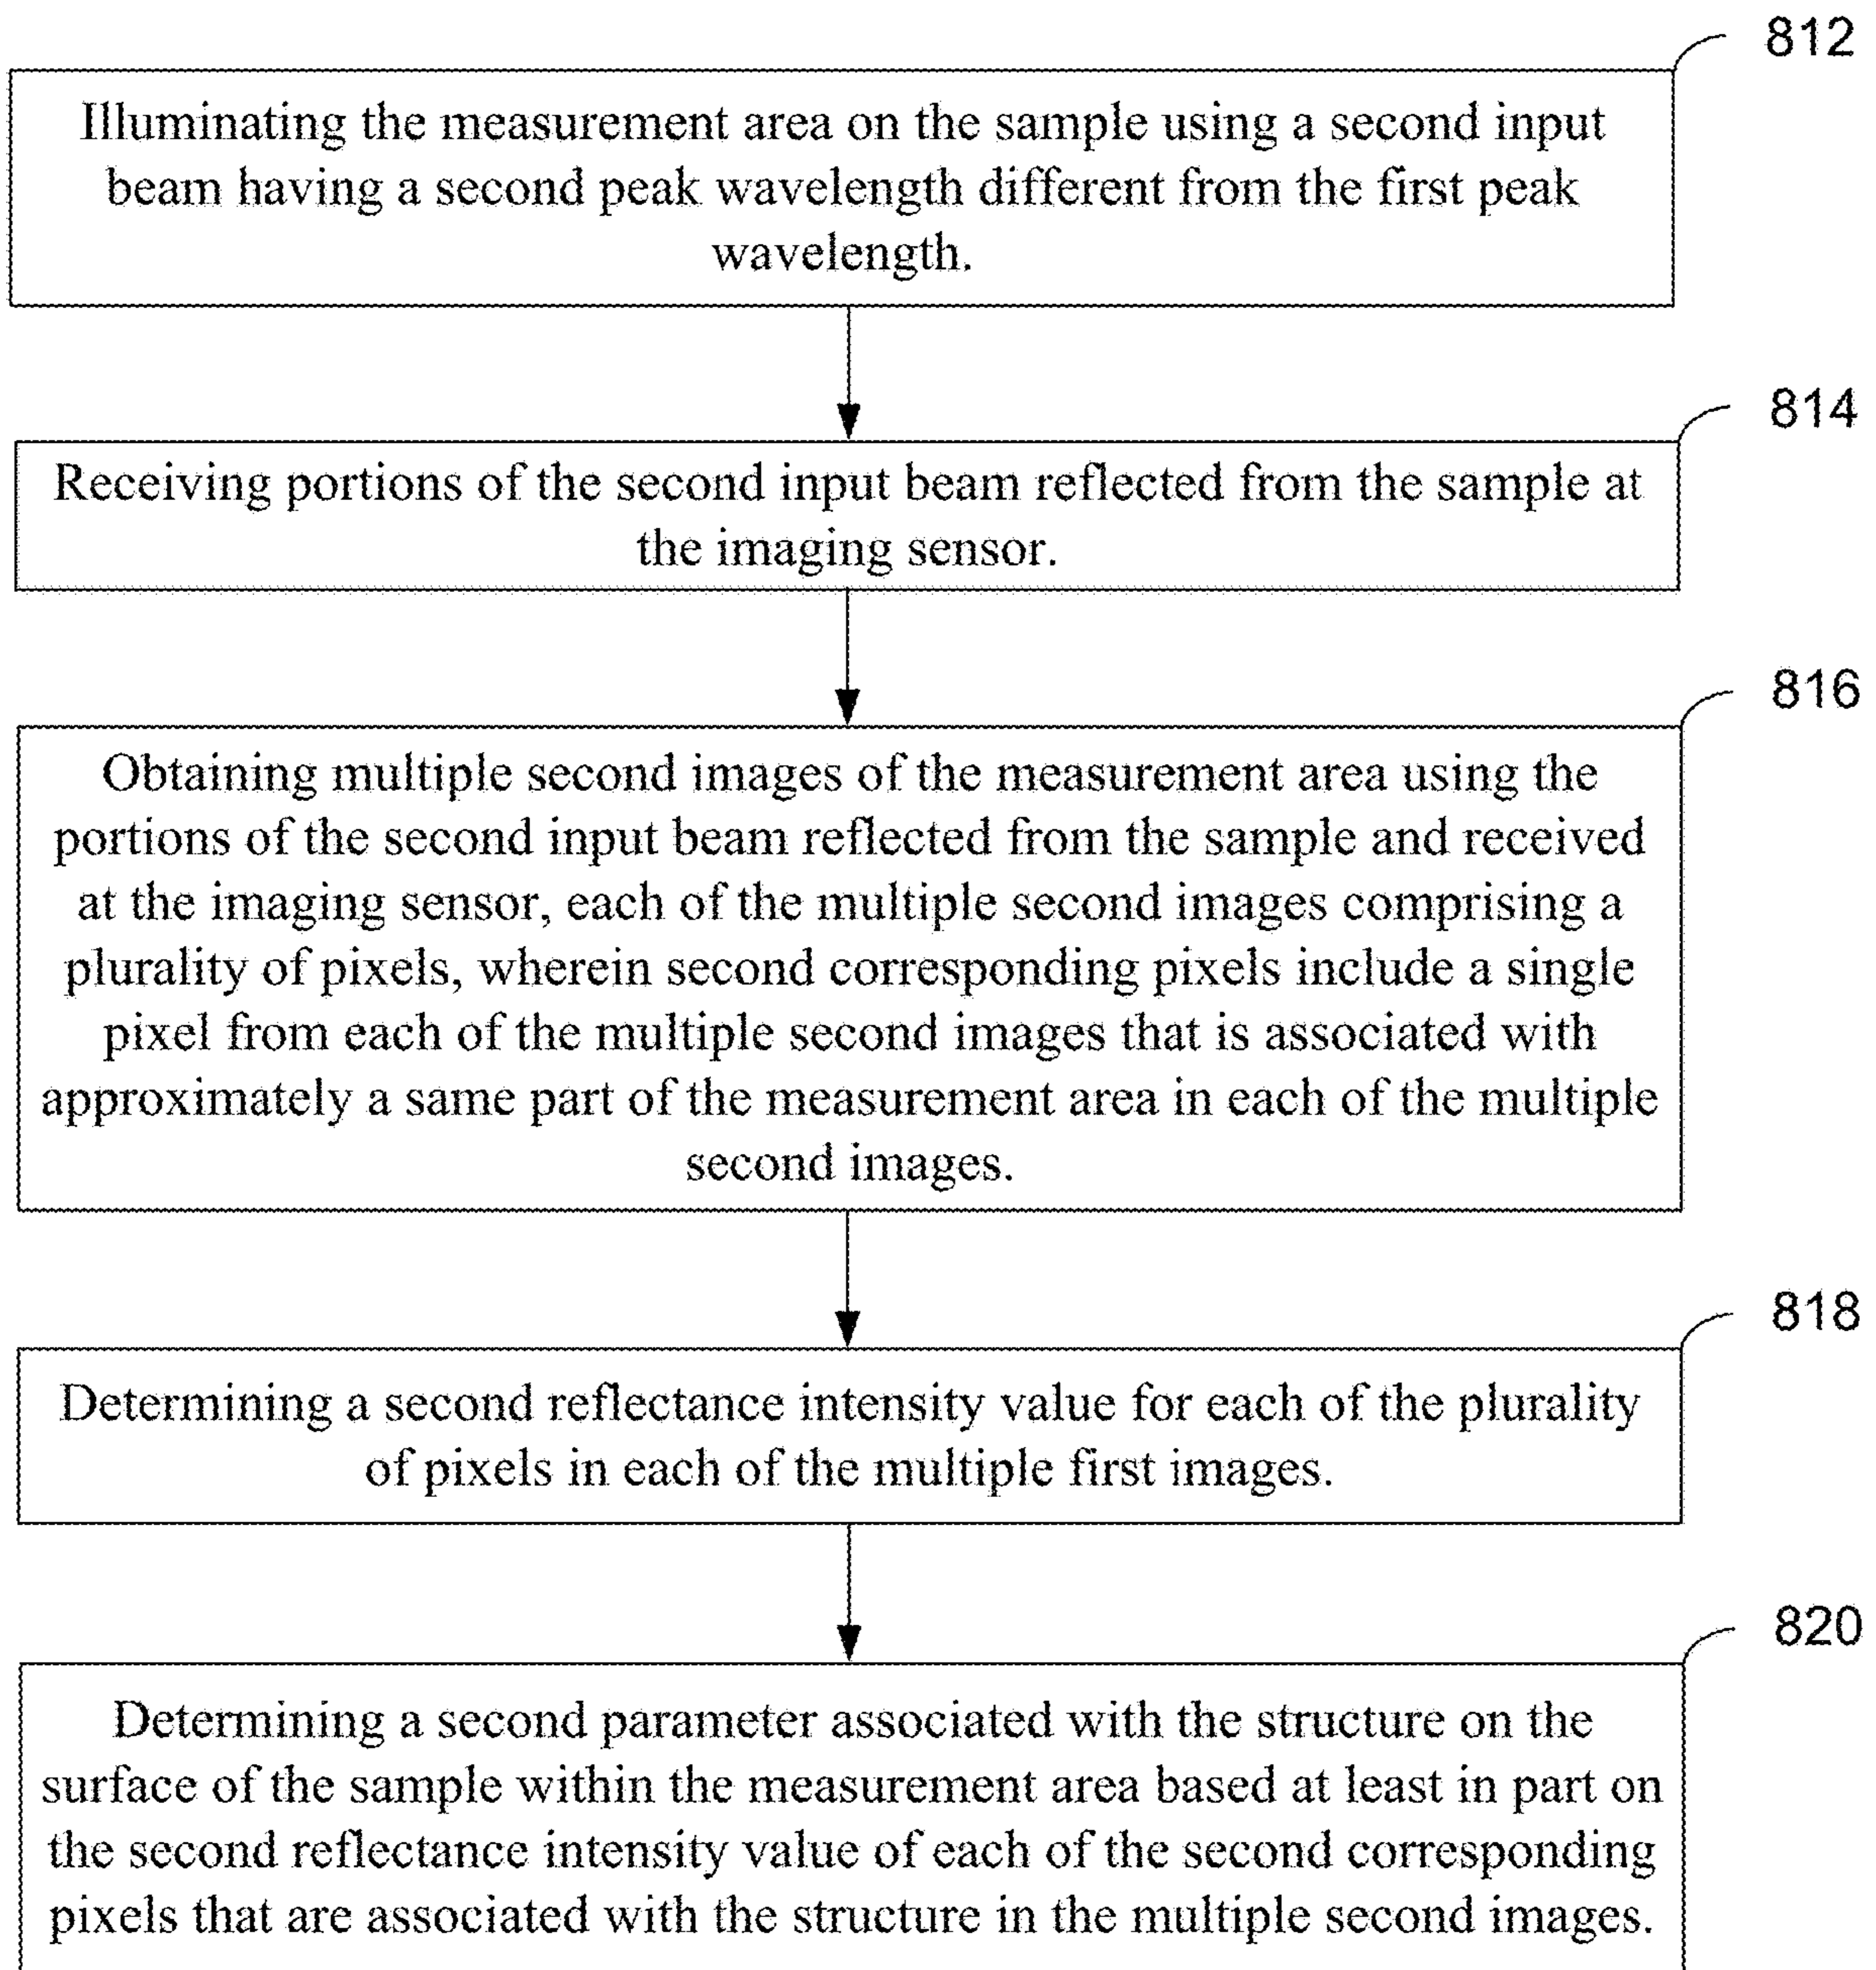 812
Illuminating the measurement area on the sample using a second input
beam having a second peak wavelength different from the first peak
wavelength.
814
Receiving portions of the second input beam reflected from the sample at
the imaging sensor.
816
Obtaining multiple second images of the measurement area using the
portions of the second input beam reflected from the sample and received
at the imaging sensor, each of the multiple second images comprising a
plurality of pixels, wherein second corresponding pixels include a single
pixel from each of the multiple second images that is associated with
approximately a same part of the measurement area in each of the multiple
second images.
818
Determining a second reflectance intensity value for each of the plurality
of pixels in each of the multiple first images.
820
Determining a second parameter associated with the structure on the
surface of the sample within the measurement area based at least in part on
the second reflectance intensity value of each of the second corresponding
pixels that are associated with the structure in the multiple second images.